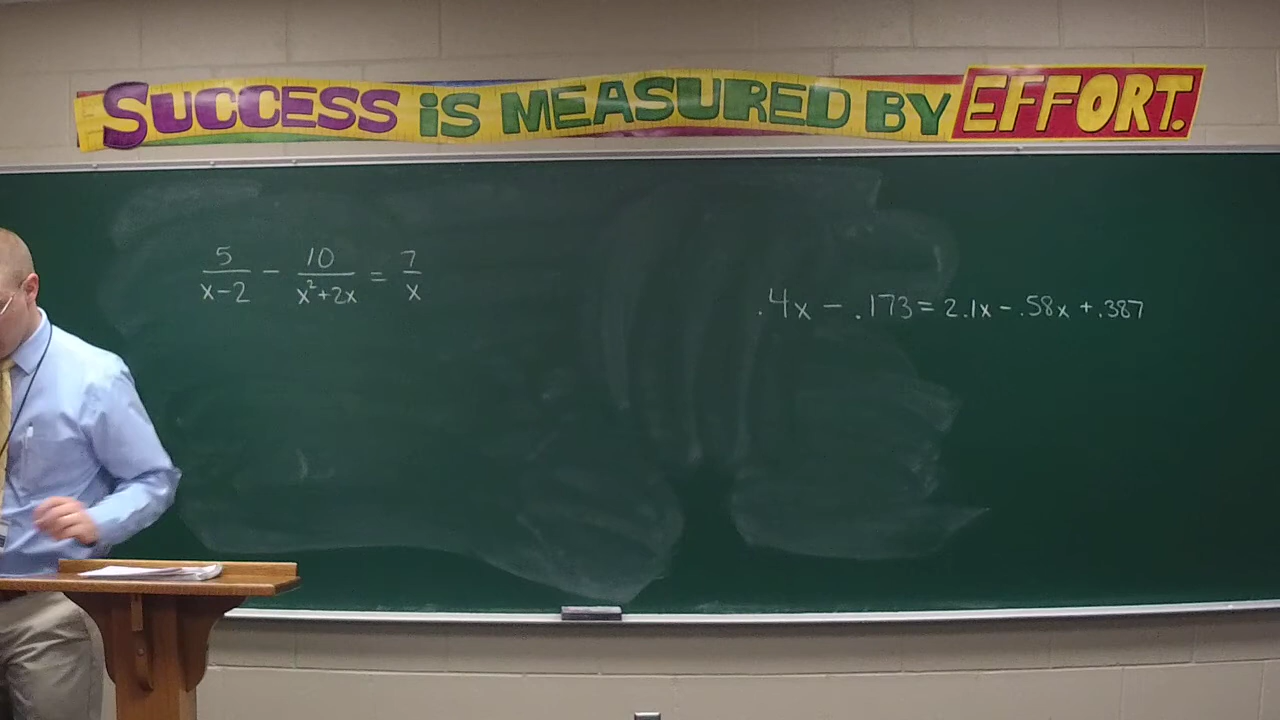 SUCCESS iS MEASURED BY EFFORT.
5/(x-2) - 10/(x²+2x) = 7/x
.4x - .173 = 2.1x - .58x + .387